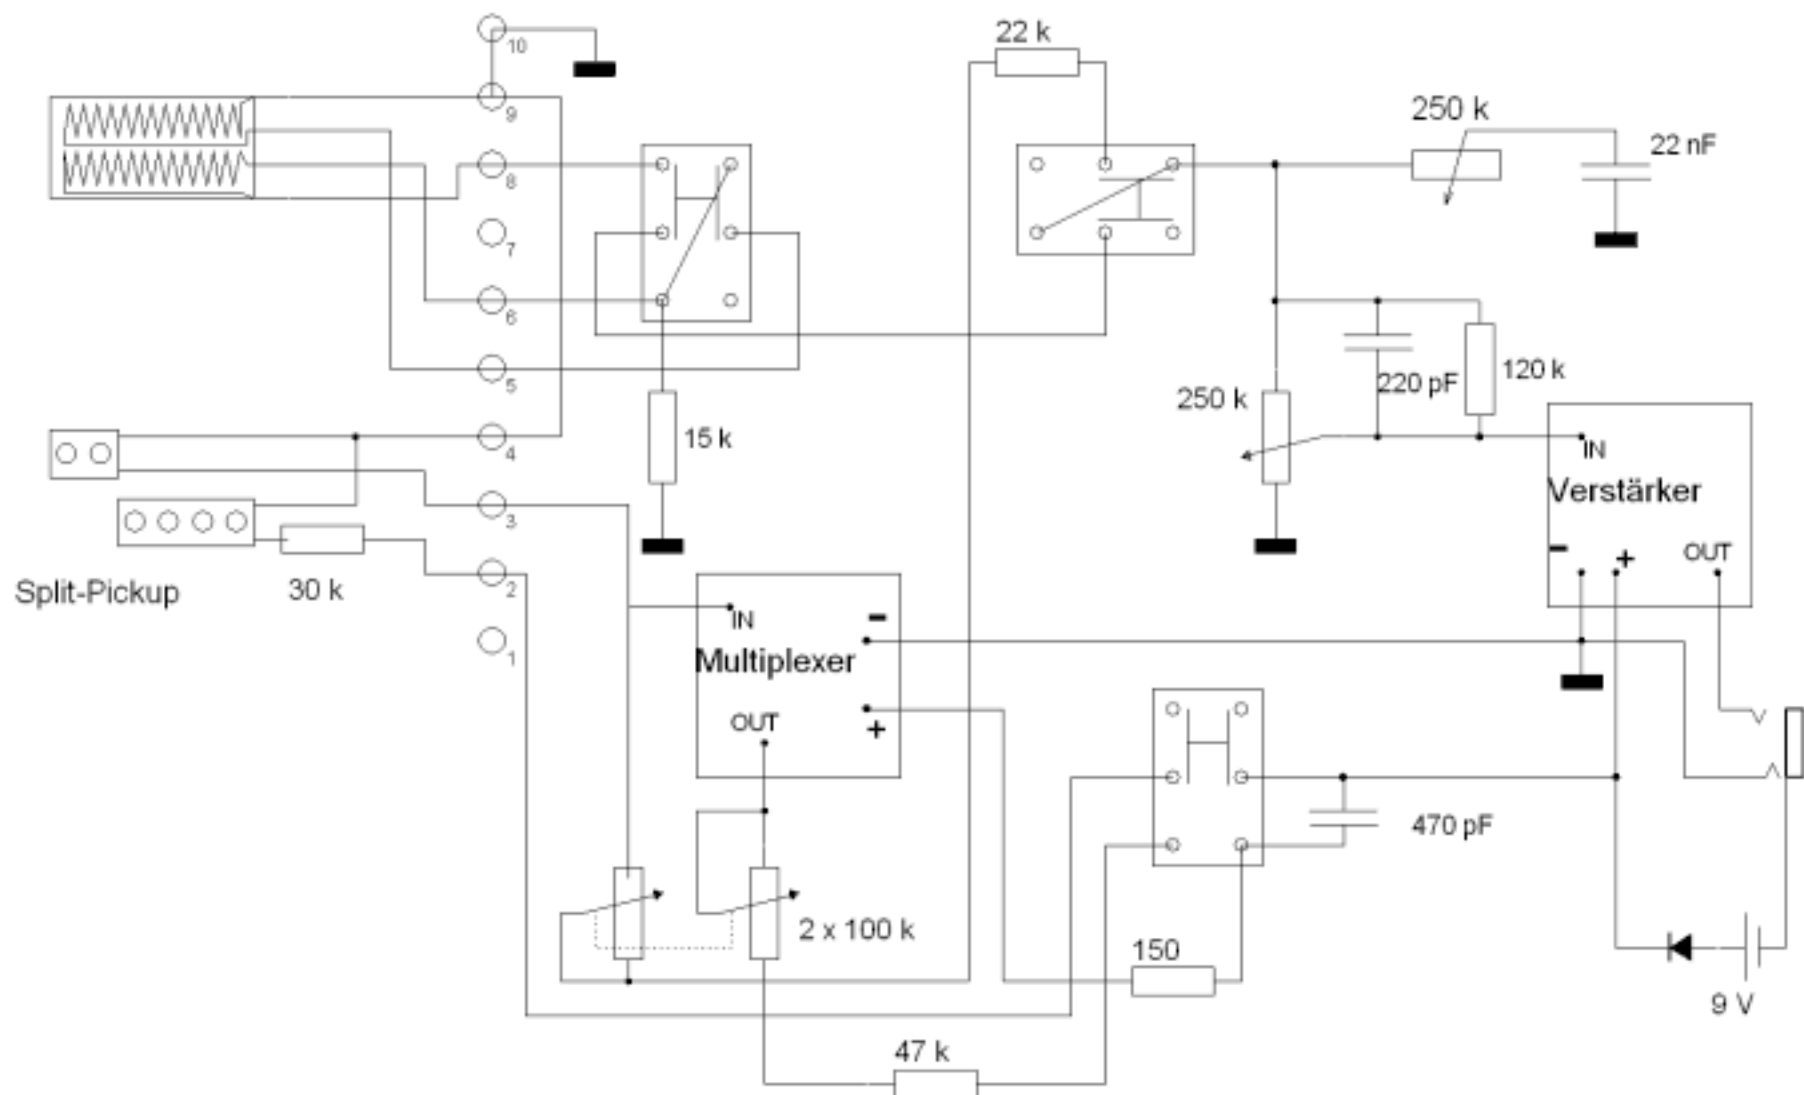 10
22 k
9
250 k
22 nF
8
7
6
5
220 pF
120 k
250 k
15 k
4
IN
Verstärker
3
- + OUT
Split-Pickup
30 k
2
IN
-
1
Multiplexer
OUT
+
470 pF
2 x 100 k
150
9 V
47 k